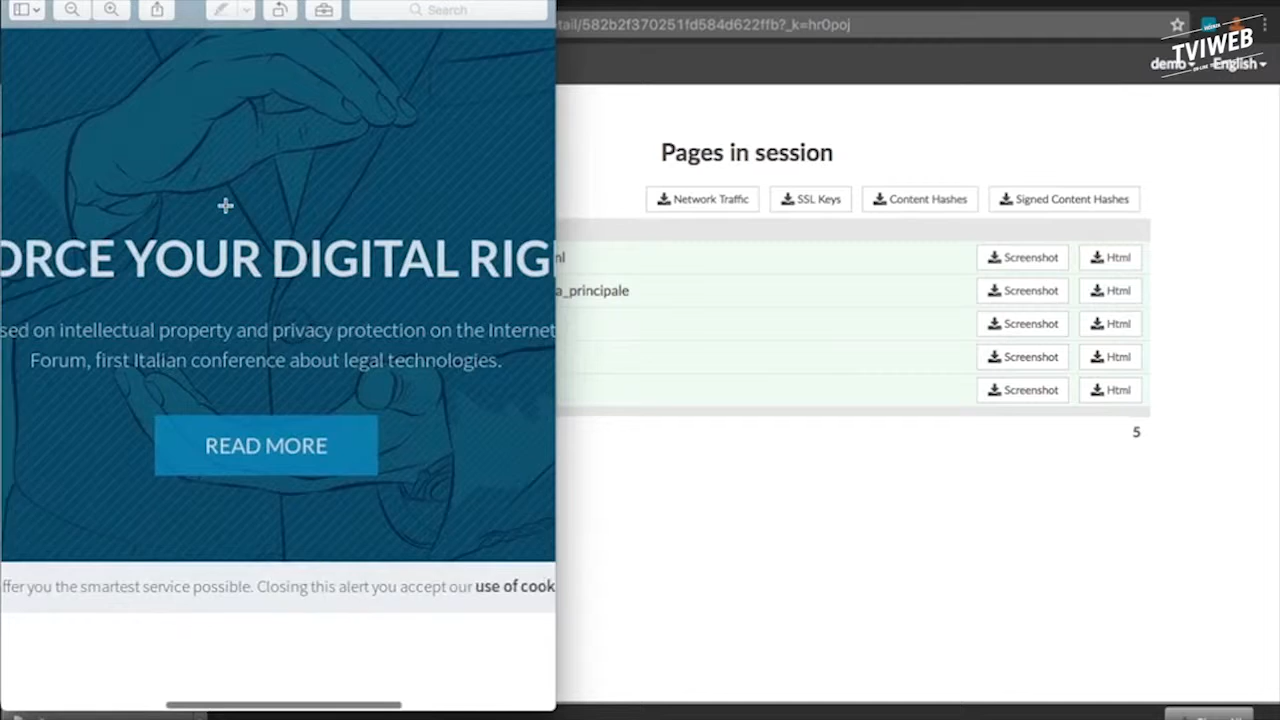 Search
tail/582b2f370251fd584d622ffb?_k=hr0poj
TVIWEB
demo
English
Pages in session
Network Traffic
SSL Keys
Content Hashes
Signed Content Hashes
Screenshot
Html
a_principale
Screenshot
Html
Screenshot
Html
Screenshot
Html
Screenshot
Html
5
ORCE YOUR DIGITAL RIG
sed on intellectual property and privacy protection on the Internet
Forum, first Italian conference about legal technologies.
READ MORE
ffer you the smartest service possible. Closing this alert you accept our use of cook